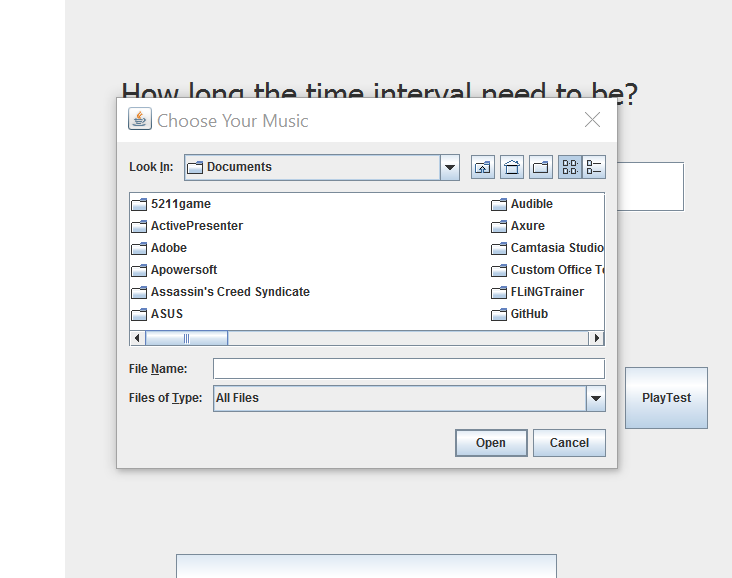 How long the time interval need to be?
Choose Your Music
Look In: Documents
5211game
Audible
ActivePresenter
Axure
Adobe
Camtasia Studio
Apowersoft
Custom Office Te
Assassin's Creed Syndicate
FLiNGTrainer
ASUS
GitHub
File Name:
Files of Type: All Files
PlayTest
Open
Cancel